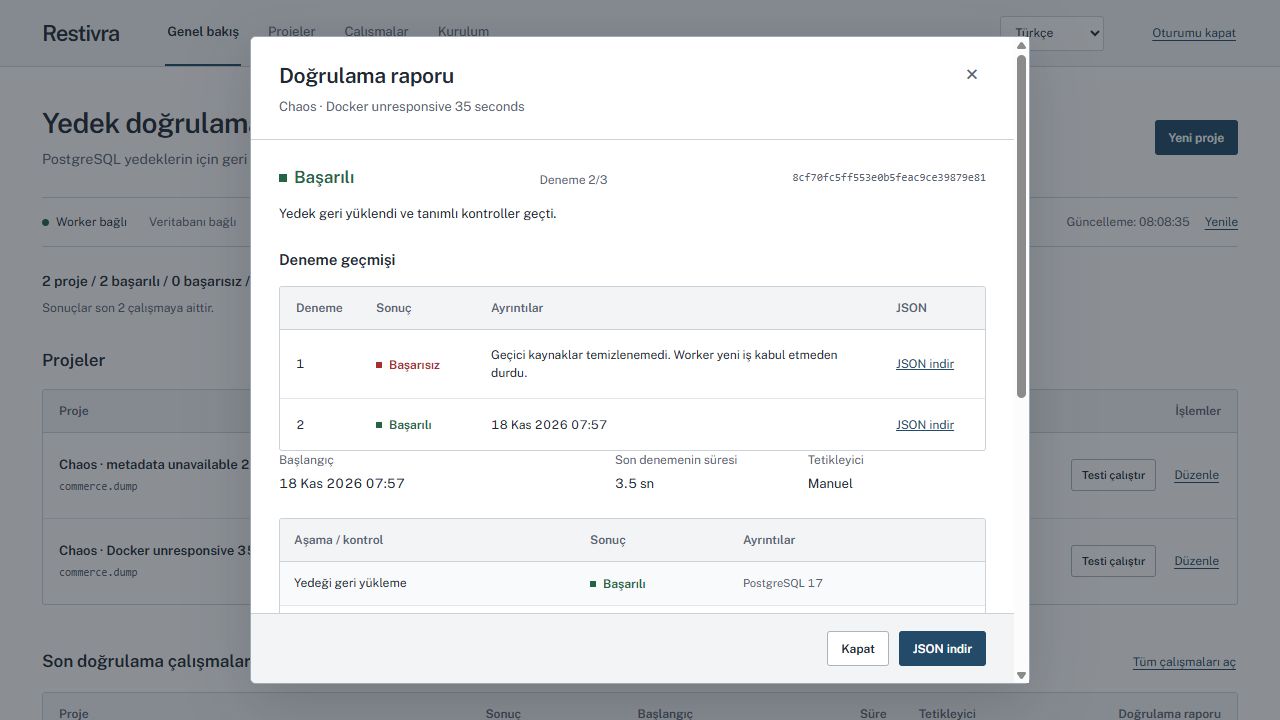 Restivra
Genel bakış
Projeler
Çalışmalar
Kurulum
Türkçe
Oturumu kapat
Yedek doğrulama
PostgreSQL yedeklerin için geri
Yeni proje
Worker bağlı
Veritabanı bağlı
Güncelleme: 08:08:35
Yenile
2 proje / 2 başarılı / 0 başarısız /
Sonuçlar son 2 çalışmaya aittir.
Projeler
Proje
İşlemler
Chaos · metadata unavailable 2
commerce.dump
Testi çalıştır
Düzenle
Chaos · Docker unresponsive 35
commerce.dump
Testi çalıştır
Düzenle
Son doğrulama çalışmaları
Tüm çalışmaları aç
Proje
Sonuç
Başlangıç
Süre
Tetikleyici
Doğrulama raporu
Doğrulama raporu
Chaos · Docker unresponsive 35 seconds
Başarılı
Deneme 2/3
8cf70fc5ff553e0b5feac9ce39879e81
Yedek geri yüklendi ve tanımlı kontroller geçti.
Deneme geçmişi
Deneme
Sonuç
Ayrıntılar
JSON
1
Başarısız
Geçici kaynaklar temizlenemedi. Worker yeni iş kabul etmeden
durdu.
JSON indir
2
Başarılı
18 Kas 2026 07:57
JSON indir
Başlangıç
Son denemenin süresi
Tetikleyici
18 Kas 2026 07:57
3.5 sn
Manuel
Aşama / kontrol
Sonuç
Ayrıntılar
Yedeği geri yükleme
Başarılı
PostgreSQL 17
Kapat
JSON indir